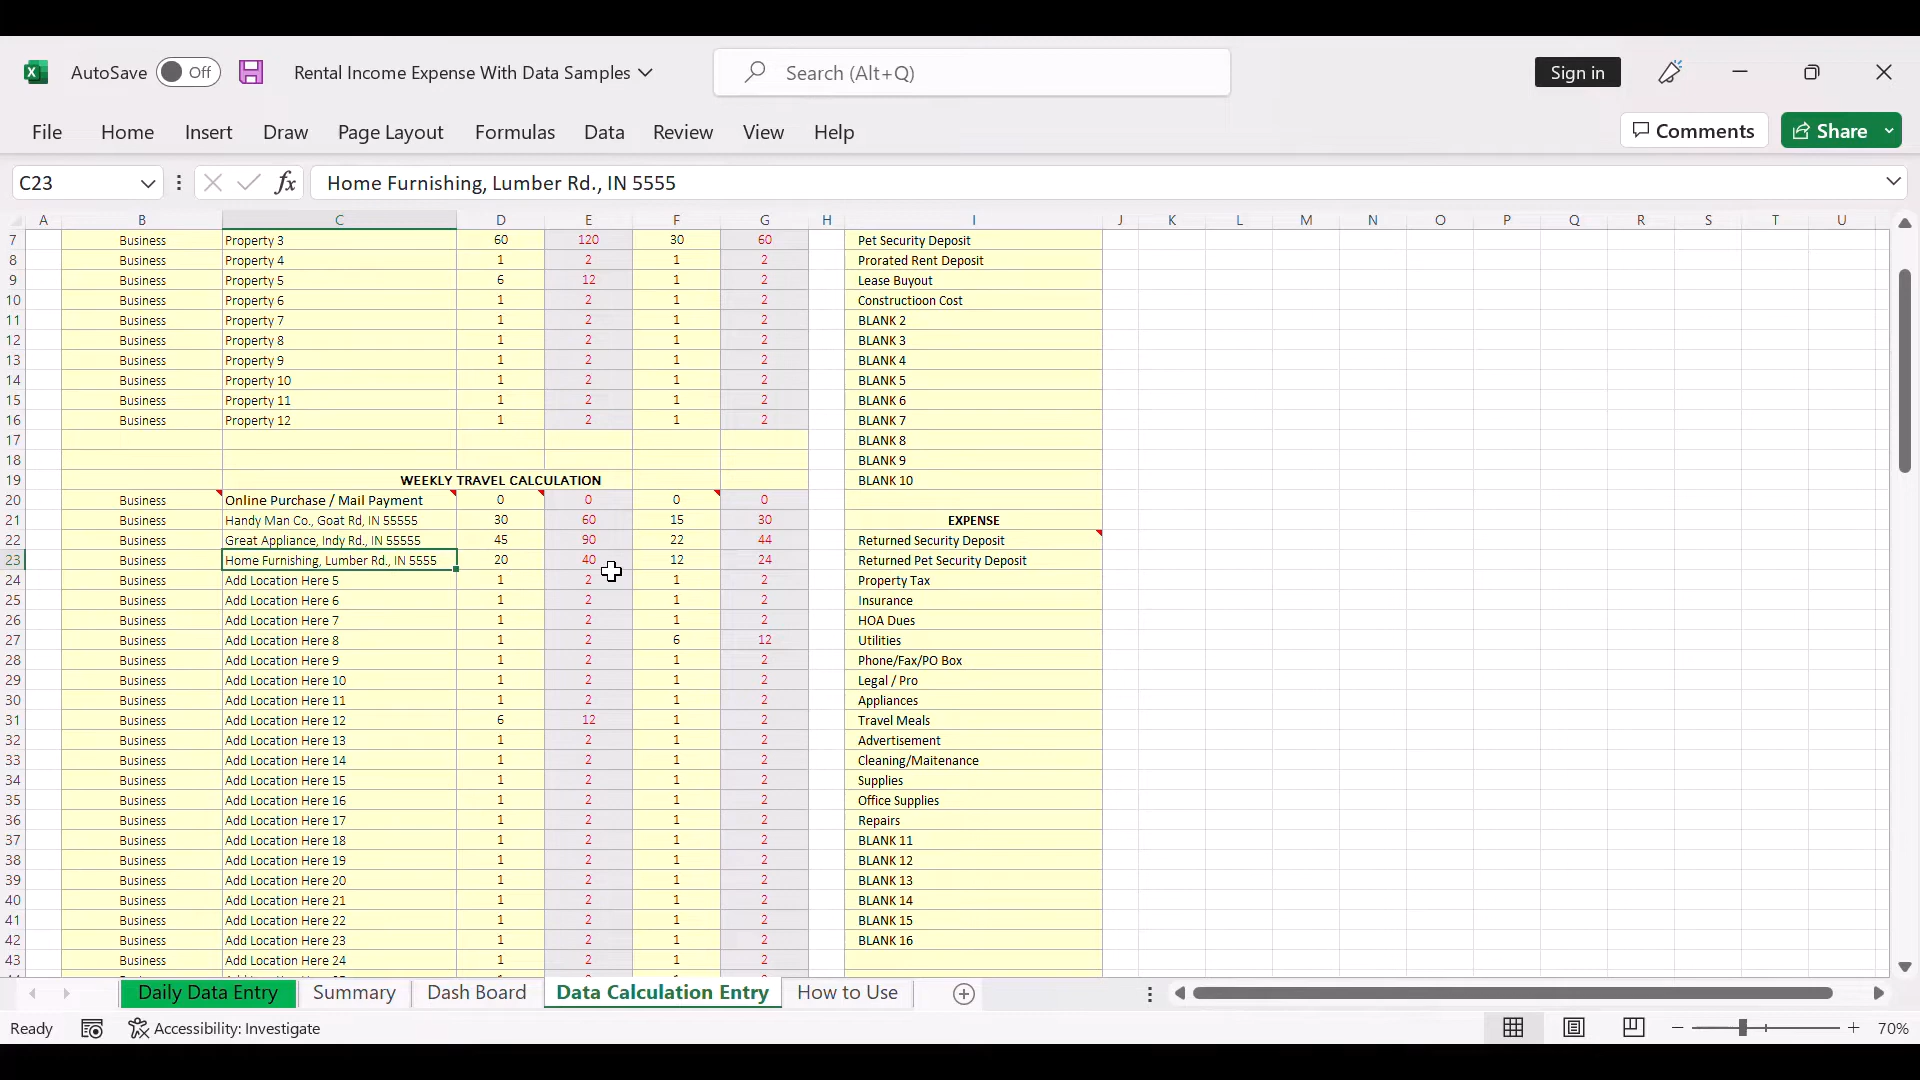 AutoSave Off Rental Income Expense With Data Samples Search (Alt+Q) Sign in
File Home Insert Draw Page Layout Formulas Data Review View Help Comments Share
C23 fx Home Furnishing, Lumber Rd., IN 5555
A B C D E F G H I J K L M N O P Q R S T U
7 Business Property 3 60 120 30 60 Pet Security Deposit
8 Business Property 4 1 2 1 2 Prorated Rent Deposit
9 Business Property 5 6 12 1 2 Lease Buyout
10 Business Property 6 1 2 1 2 Constructioon Cost
11 Business Property 7 1 2 1 2 BLANK 2
12 Business Property 8 1 2 1 2 BLANK 3
13 Business Property 9 1 2 1 2 BLANK 4
14 Business Property 10 1 2 1 2 BLANK 5
15 Business Property 11 1 2 1 2 BLANK 6
16 Business Property 12 1 2 1 2 BLANK 7
17 BLANK 8
18 BLANK 9
19 WEEKLY TRAVEL CALCULATION BLANK 10
20 Business Online Purchase / Mail Payment 0 0 0 0
21 Business Handy Man Co., Goat Rd, IN 55555 30 60 15 30 EXPENSE
22 Business Great Appliance, Indy Rd., IN 55555 45 90 22 44 Returned Security Deposit
23 Business Home Furnishing, Lumber Rd., IN 5555 20 40 12 24 Returned Pet Security Deposit
24 Business Add Location Here 5 1 2 1 2 Property Tax
25 Business Add Location Here 6 1 2 1 2 Insurance
26 Business Add Location Here 7 1 2 1 2 HOA Dues
27 Business Add Location Here 8 1 2 6 12 Utilities
28 Business Add Location Here 9 1 2 1 2 Phone/Fax/PO Box
29 Business Add Location Here 10 1 2 1 2 Legal / Pro
30 Business Add Location Here 11 1 2 1 2 Appliances
31 Business Add Location Here 12 6 12 1 2 Travel Meals
32 Business Add Location Here 13 1 2 1 2 Advertisement
33 Business Add Location Here 14 1 2 1 2 Cleaning/Maitenance
34 Business Add Location Here 15 1 2 1 2 Supplies
35 Business Add Location Here 16 1 2 1 2 Office Supplies
36 Business Add Location Here 17 1 2 1 2 Repairs
37 Business Add Location Here 18 1 2 1 2 BLANK 11
38 Business Add Location Here 19 1 2 1 2 BLANK 12
39 Business Add Location Here 20 1 2 1 2 BLANK 13
40 Business Add Location Here 21 1 2 1 2 BLANK 14
41 Business Add Location Here 22 1 2 1 2 BLANK 15
42 Business Add Location Here 23 1 2 1 2 BLANK 16
43 Business Add Location Here 24 1 2 1 2
Daily Data Entry Summary Dash Board Data Calculation Entry How to Use
Ready Accessibility: Investigate 70%